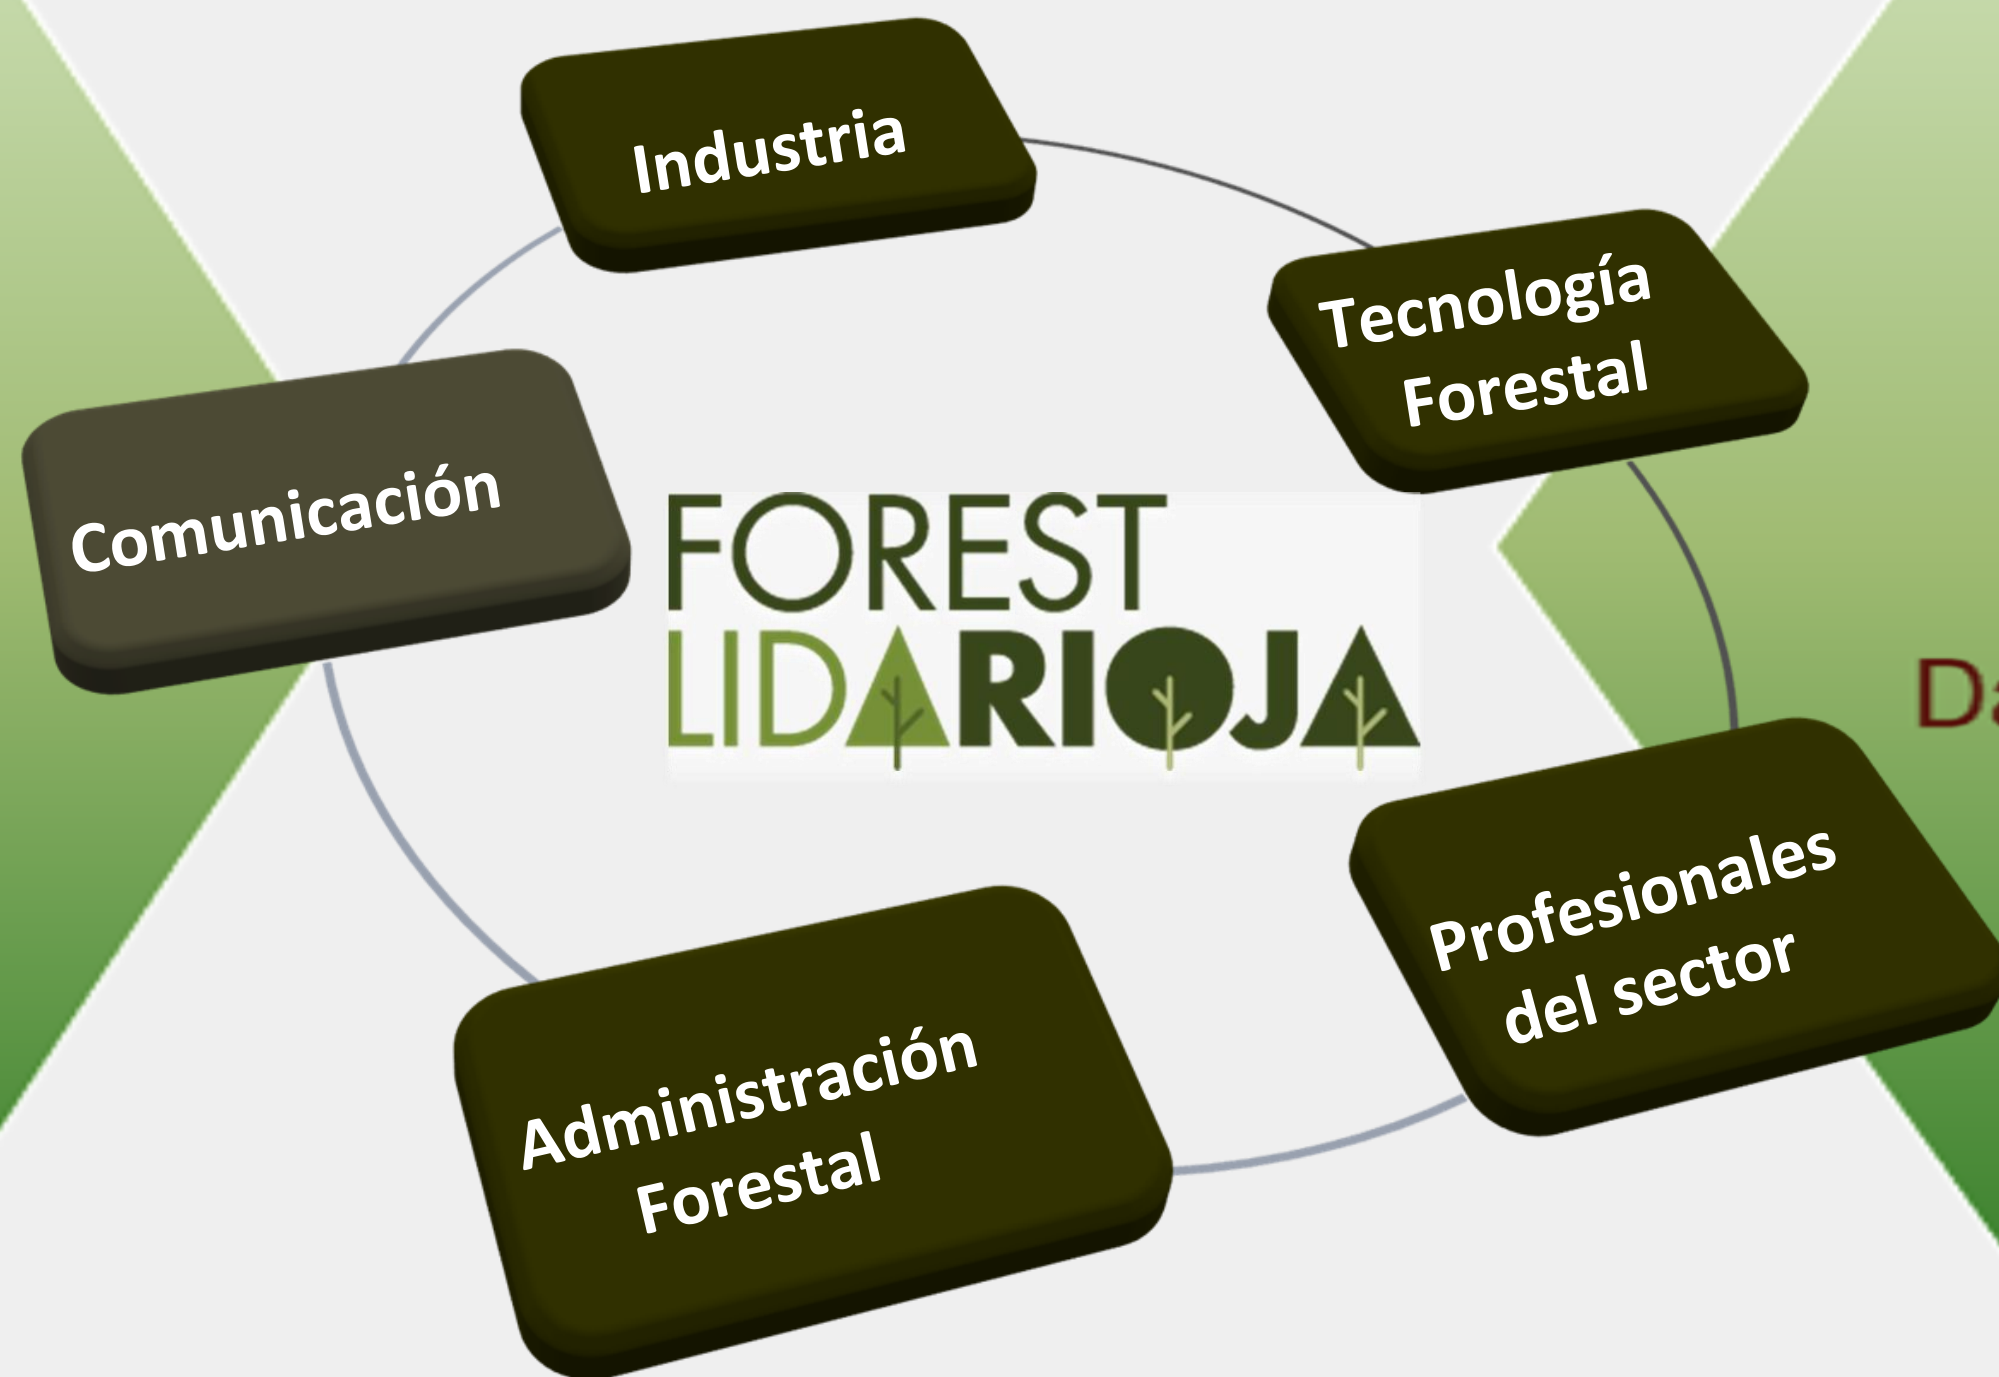 Industria
Tecnología
Forestal
Comunicación
FOREST
LIDARIOJA
Profesionales
del sector
Administración
Forestal